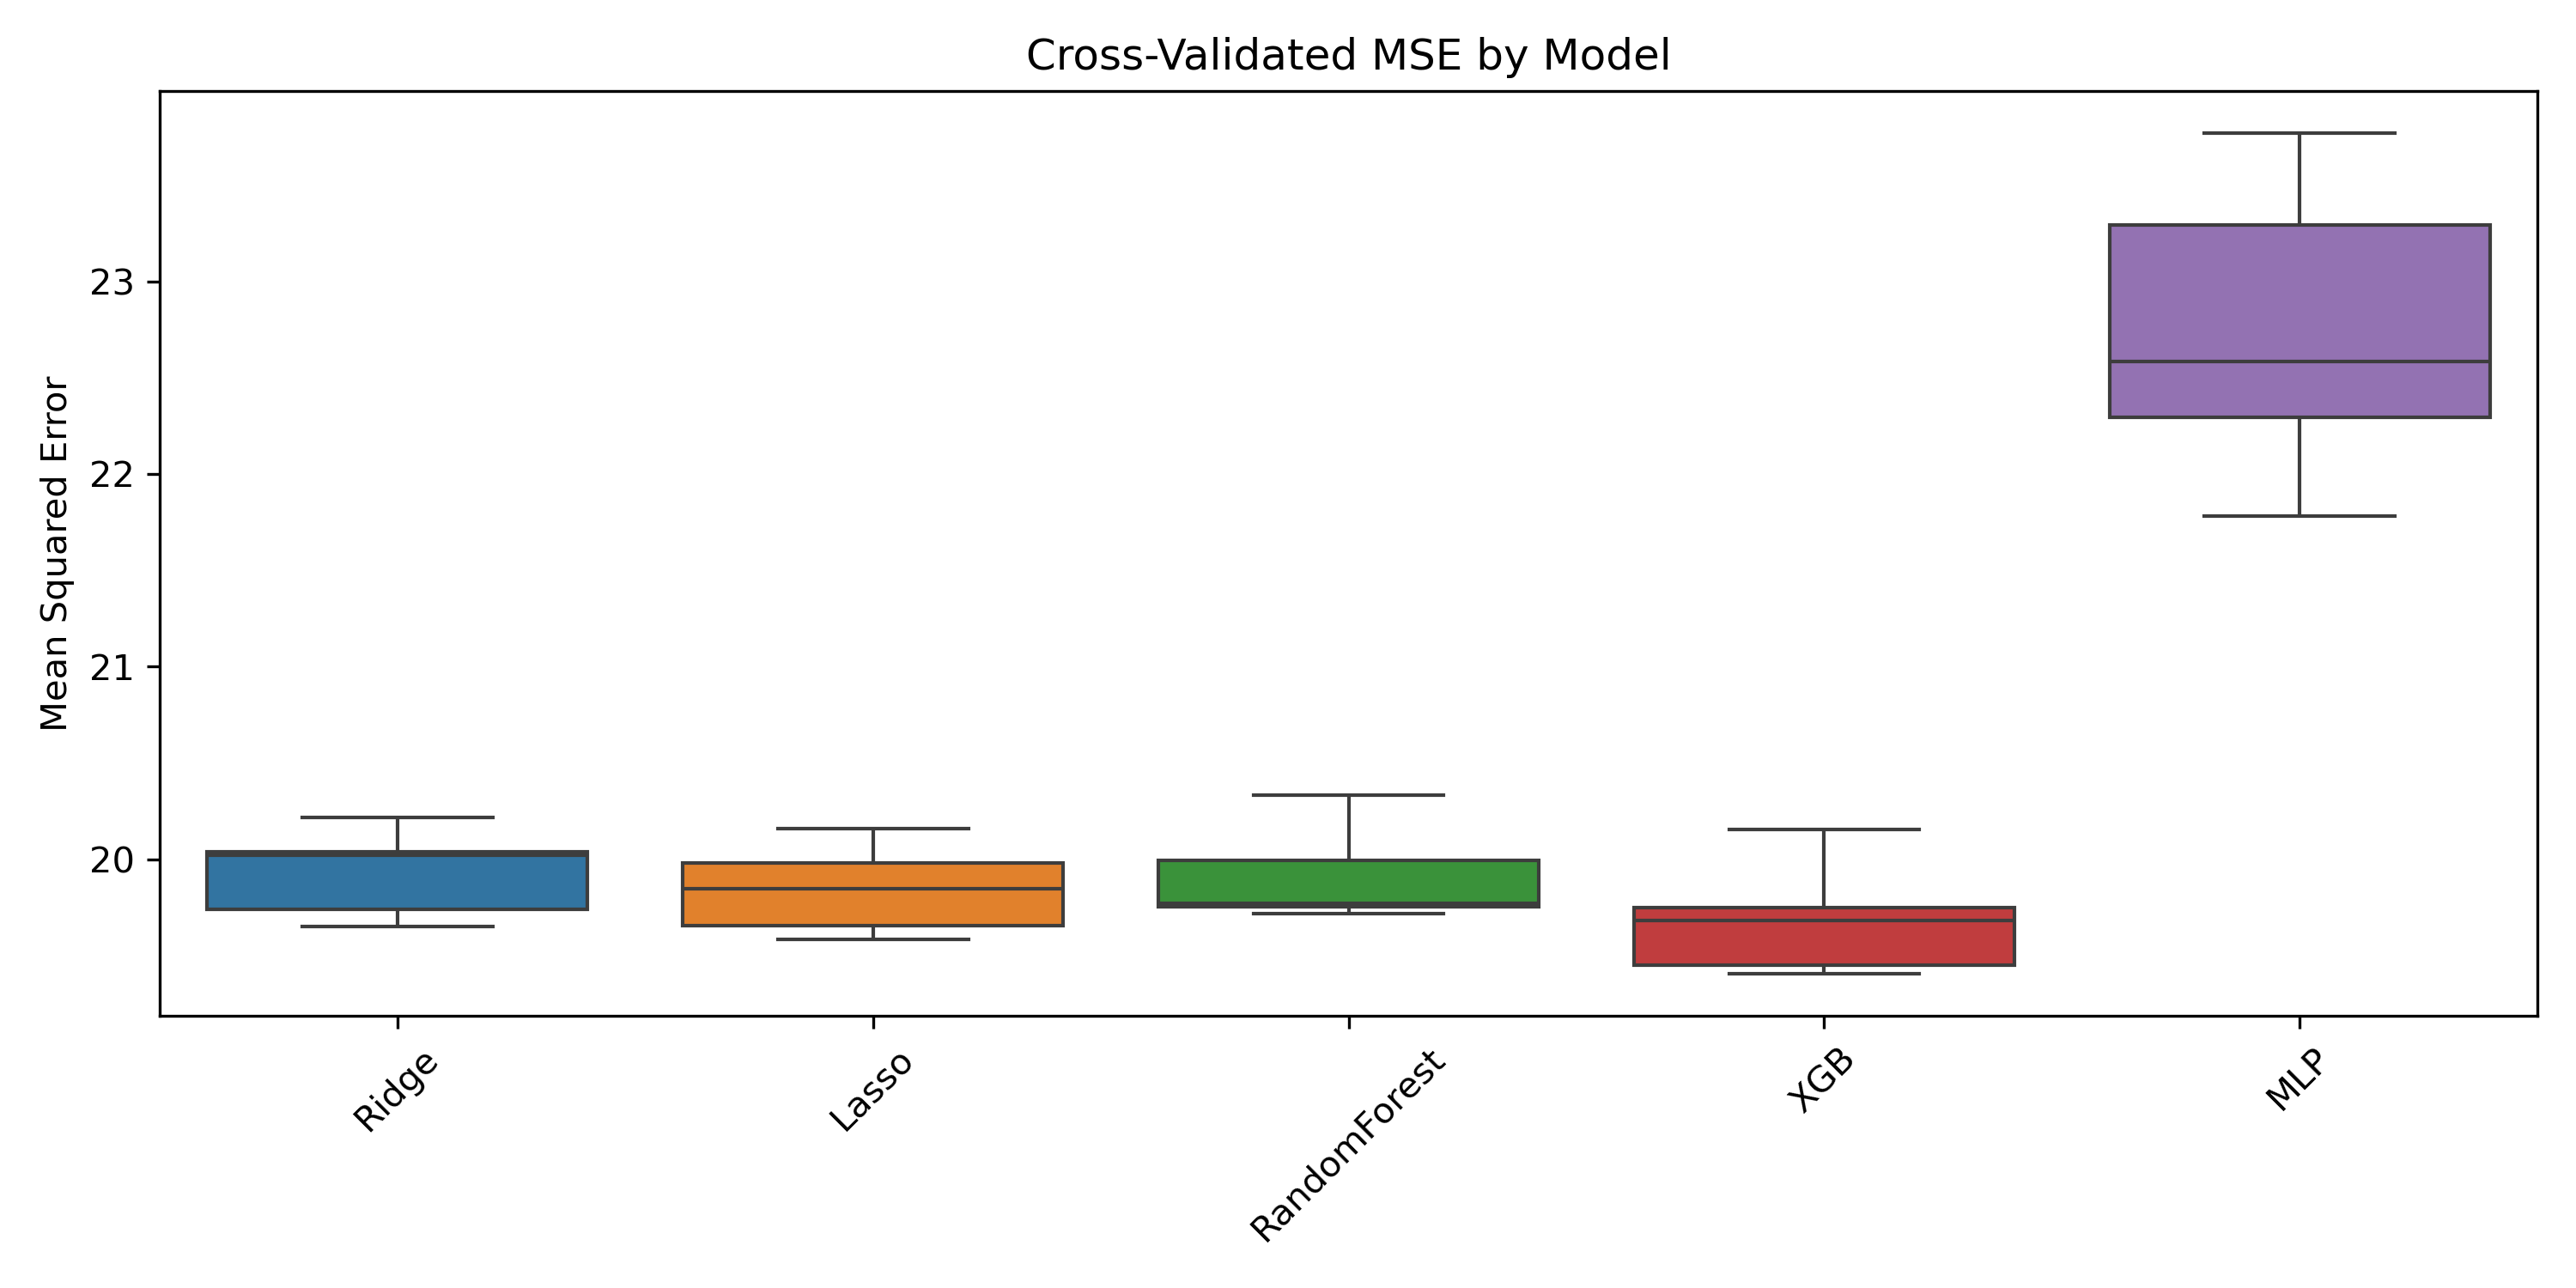 Cross-Validated MSE by Model
Mean Squared Error
23
22
21
20
Ridge
Lasso
RandomForest
XGB
MLP